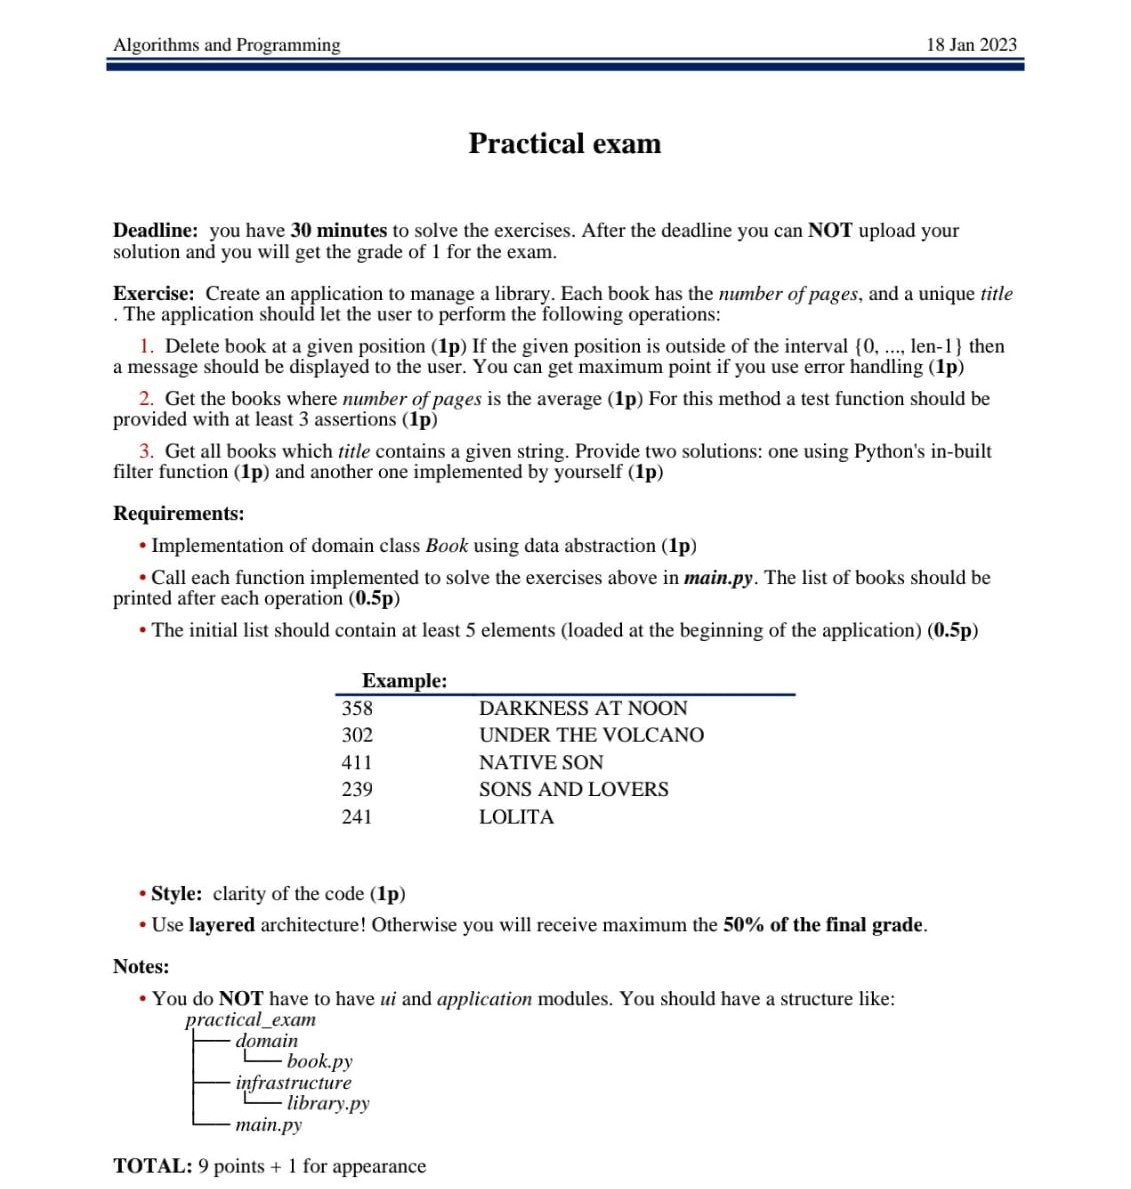 Algorithms and Programming 18 Jan 2023
Practical exam
Deadline: you have 30 minutes to solve the exercises. After the deadline you can NOT upload your
solution and you will get the grade of 1 for the exam.
Exercise: Create an application to manage a library. Each book has the number of pages, and a unique title
. The application should let the user to perform the following operations:
1. Delete book at a given position (1p) If the given position is outside of the interval {0, ..., len-1} then
a message should be displayed to the user. You can get maximum point if you use error handling (1p)
2. Get the books where number of pages is the average (1p) For this method a test function should be
provided with at least 3 assertions (1p)
3. Get all books which title contains a given string. Provide two solutions: one using Python's in-built
filter function (1p) and another one implemented by yourself (1p)
Requirements:
• Implementation of domain class Book using data abstraction (1p)
• Call each function implemented to solve the exercises above in main.py. The list of books should be
printed after each operation (0.5p)
• The initial list should contain at least 5 elements (loaded at the beginning of the application) (0.5p)
Example:
358 DARKNESS AT NOON
302 UNDER THE VOLCANO
411 NATIVE SON
239 SONS AND LOVERS
241 LOLITA
• Style: clarity of the code (1p)
• Use layered architecture! Otherwise you will receive maximum the 50% of the final grade.
Notes:
• You do NOT have to have ui and application modules. You should have a structure like:
practical_exam
domain
book.py
infrastructure
library.py
main.py
TOTAL: 9 points + 1 for appearance